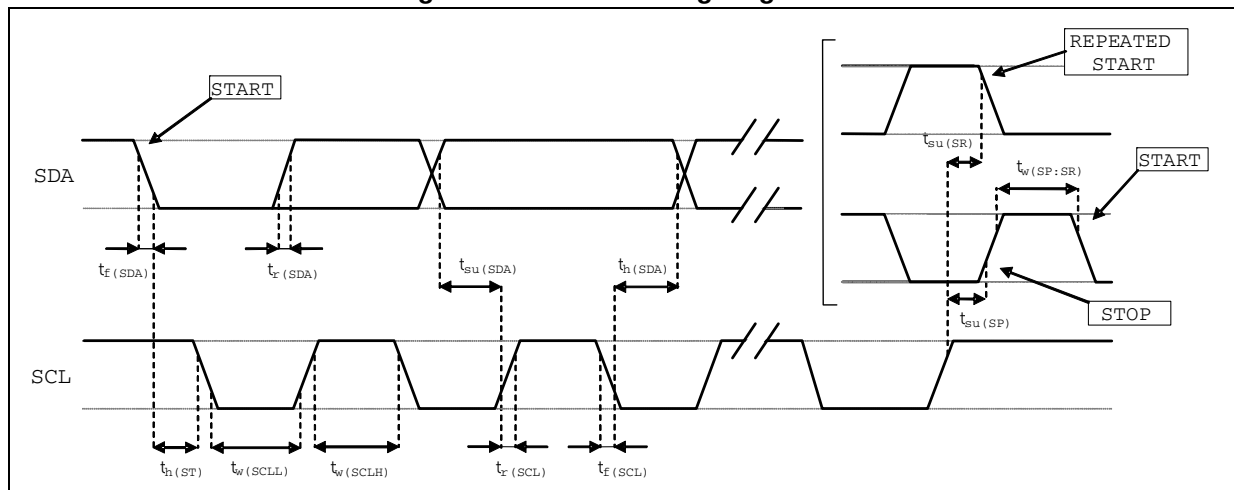 REPEATED
START
START
t_su(SR)
t_w(SP:SR)
START
SDA
t_f(SDA)
t_r(SDA)
t_su(SDA)
t_h(SDA)
t_su(SP)
STOP
SCL
t_h(ST)
t_w(SCLL)
t_w(SCLH)
t_r(SCL)
t_f(SCL)